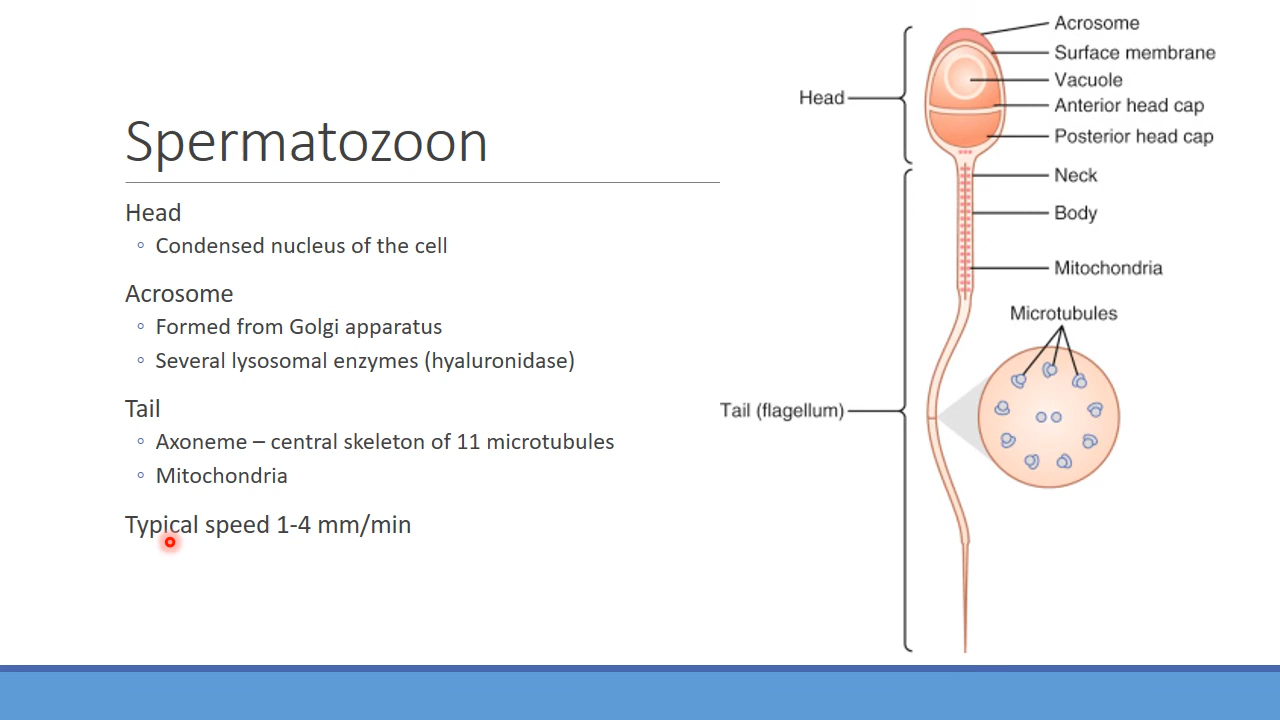 Spermatozoon
Head
◦ Condensed nucleus of the cell
Acrosome
◦ Formed from Golgi apparatus
◦ Several lysosomal enzymes (hyaluronidase)
Tail
◦ Axoneme – central skeleton of 11 microtubules
◦ Mitochondria
Typical speed 1-4 mm/min
Acrosome
Surface membrane
Vacuole
Head
Anterior head cap
Posterior head cap
Neck
Body
Mitochondria
Microtubules
Tail (flagellum)